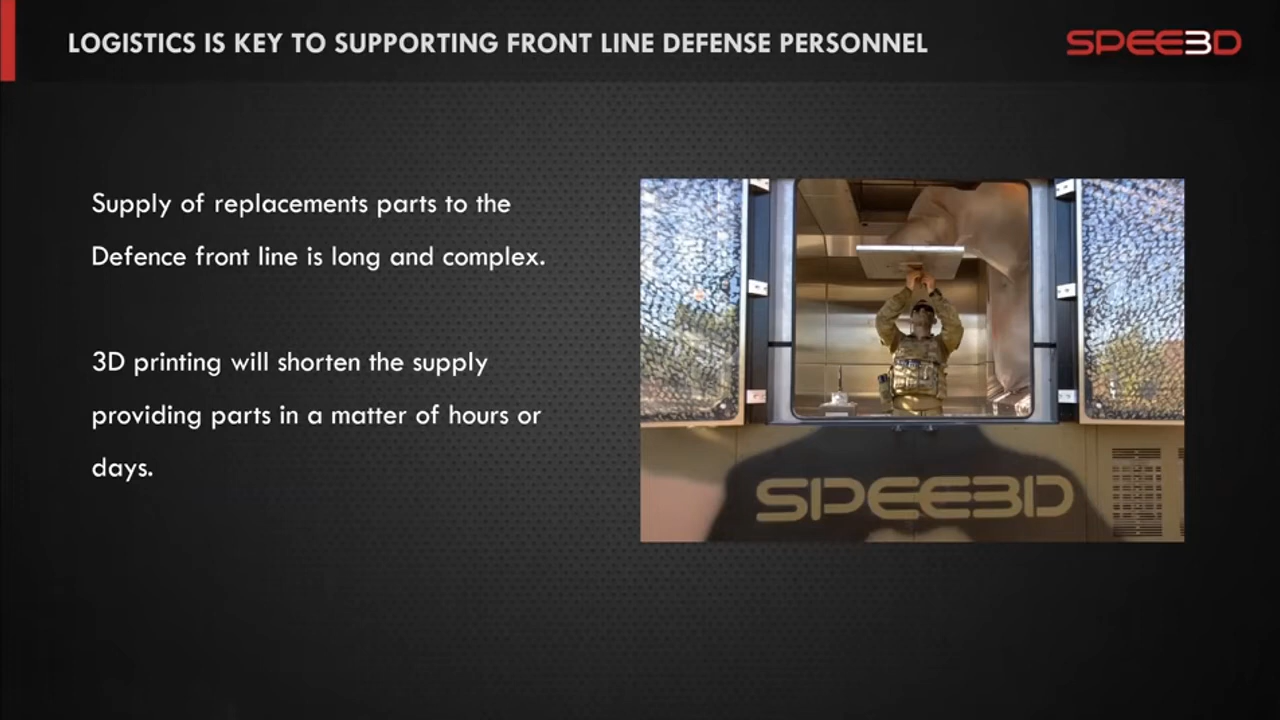 LOGISTICS IS KEY TO SUPPORTING FRONT LINE DEFENSE PERSONNEL
SPEE3D
Supply of replacements parts to the
Defence front line is long and complex.
3D printing will shorten the supply
providing parts in a matter of hours or
days.
SPEE3D